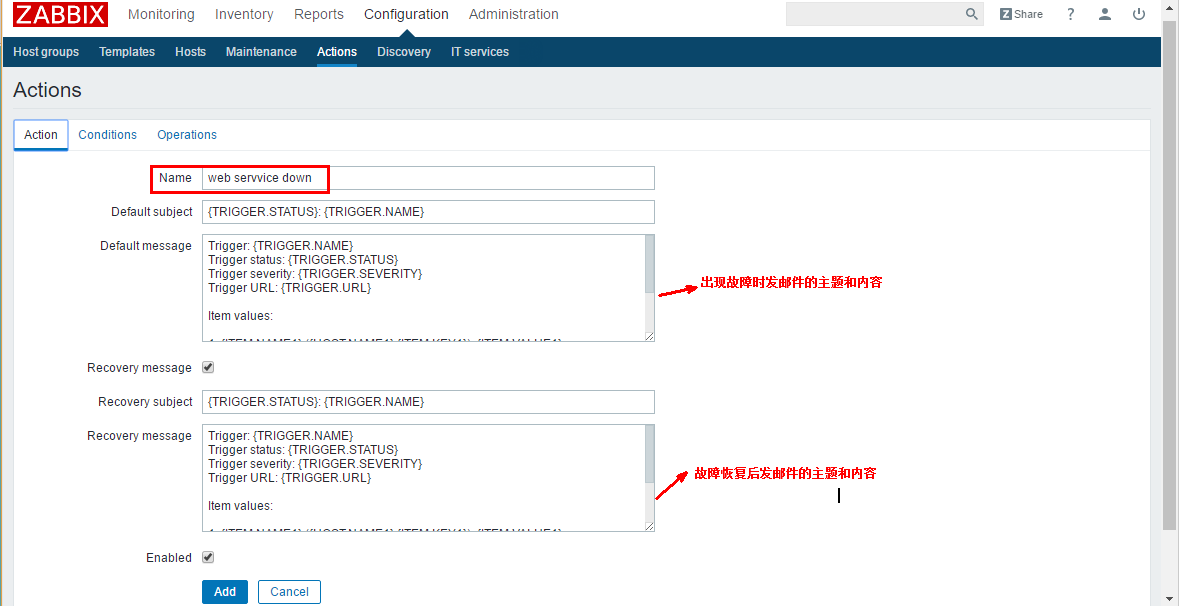 ZABBIX Monitoring Inventory Reports Configuration Administration Share ?
Host groups Templates Hosts Maintenance Actions Discovery IT services
Actions
Action Conditions Operations
Name web servvice down
Default subject {TRIGGER.STATUS}: {TRIGGER.NAME}
Default message Trigger: {TRIGGER.NAME}
Trigger status: {TRIGGER.STATUS}
Trigger severity: {TRIGGER.SEVERITY}
Trigger URL: {TRIGGER.URL}
出现故障时发邮件的主题和内容
Item values:
Recovery message
Recovery subject {TRIGGER.STATUS}: {TRIGGER.NAME}
Recovery message Trigger: {TRIGGER.NAME}
Trigger status: {TRIGGER.STATUS}
Trigger severity: {TRIGGER.SEVERITY}
Trigger URL: {TRIGGER.URL}
故障恢复后发邮件的主题和内容
Item values:
Enabled
Add Cancel